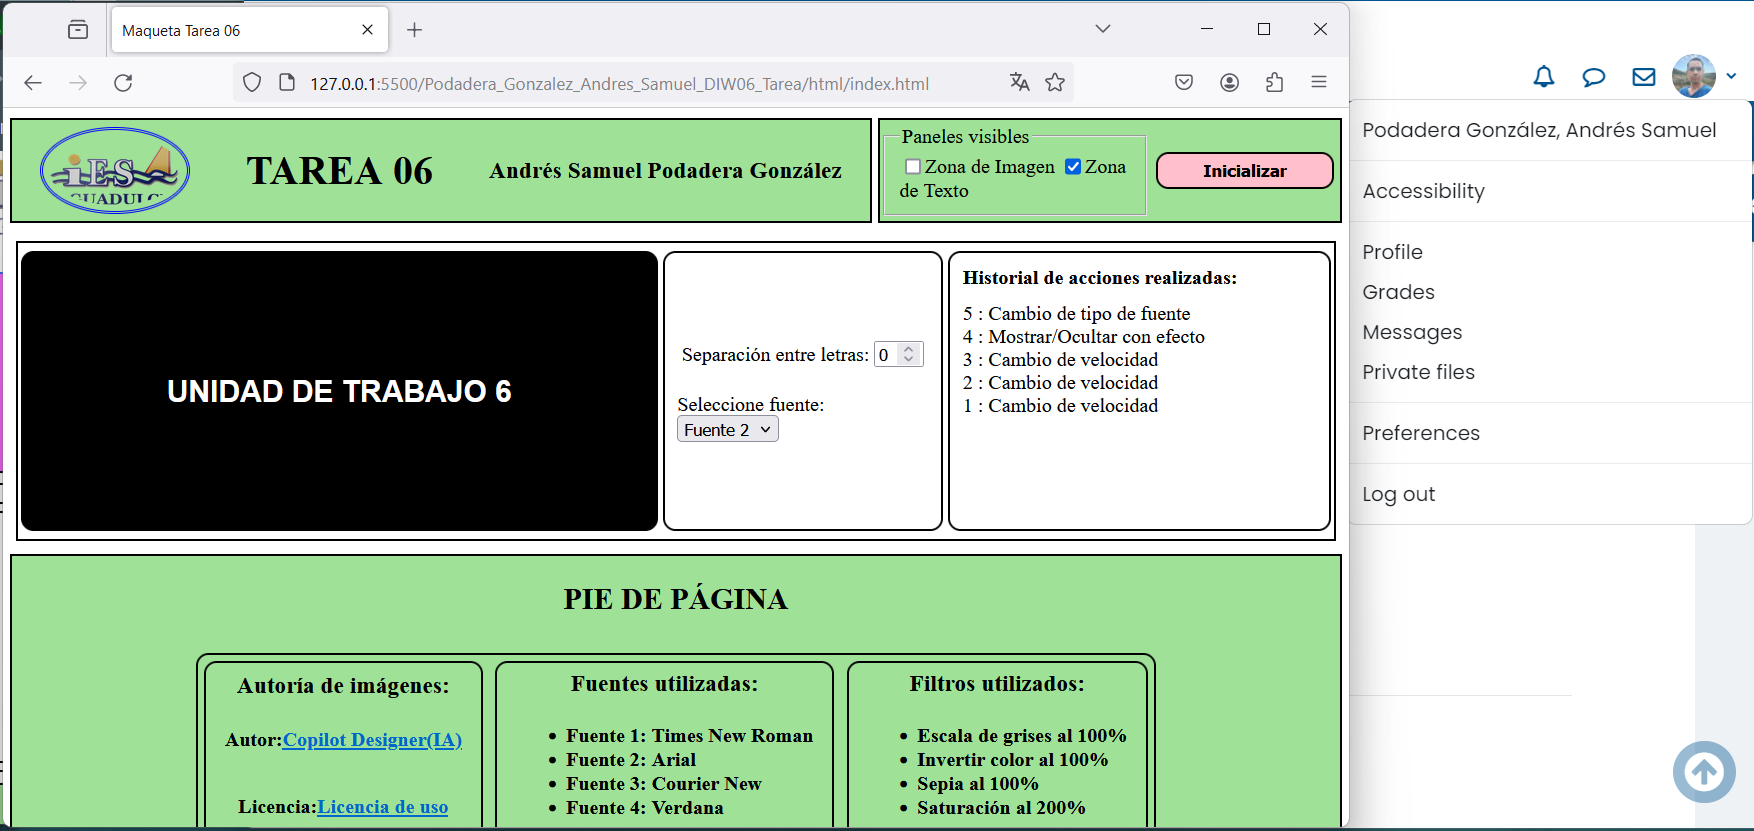 Maqueta Tarea 06
127.0.0.1:5500/Podadera_Gonzalez_Andres_Samuel_DIW06_Tarea/html/index.html
iES
GUADULC
TAREA 06
Andrés Samuel Podadera González
Paneles visibles
Zona de Imagen
Zona
de Texto
Inicializar
UNIDAD DE TRABAJO 6
Separación entre letras: 0
Seleccione fuente:
Fuente 2
Historial de acciones realizadas:
5 : Cambio de tipo de fuente
4 : Mostrar/Ocultar con efecto
3 : Cambio de velocidad
2 : Cambio de velocidad
1 : Cambio de velocidad
PIE DE PÁGINA
Autoría de imágenes:
Autor:Copilot Designer(IA)
Licencia:Licencia de uso
Fuentes utilizadas:
Fuente 1: Times New Roman
Fuente 2: Arial
Fuente 3: Courier New
Fuente 4: Verdana
Filtros utilizados:
Escala de grises al 100%
Invertir color al 100%
Sepia al 100%
Saturación al 200%
Podadera González, Andrés Samuel
Accessibility
Profile
Grades
Messages
Private files
Preferences
Log out